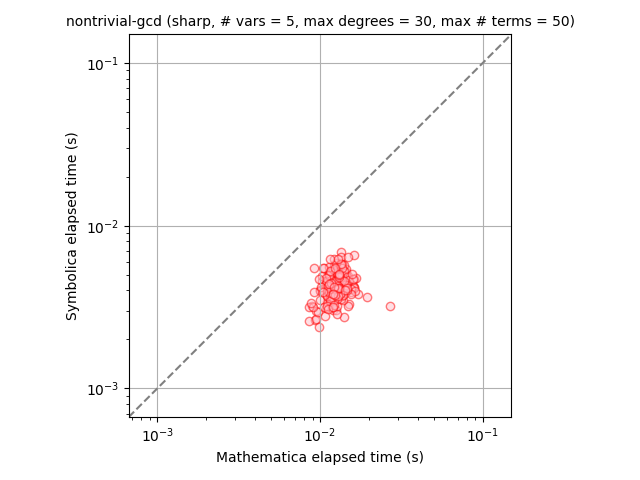 nontrivial-gcd (sharp, # vars = 5, max degrees = 30, max # terms = 50)
10⁻¹
10⁻²
10⁻³
Symbolica elapsed time (s)
10⁻³
10⁻²
10⁻¹
Mathematica elapsed time (s)